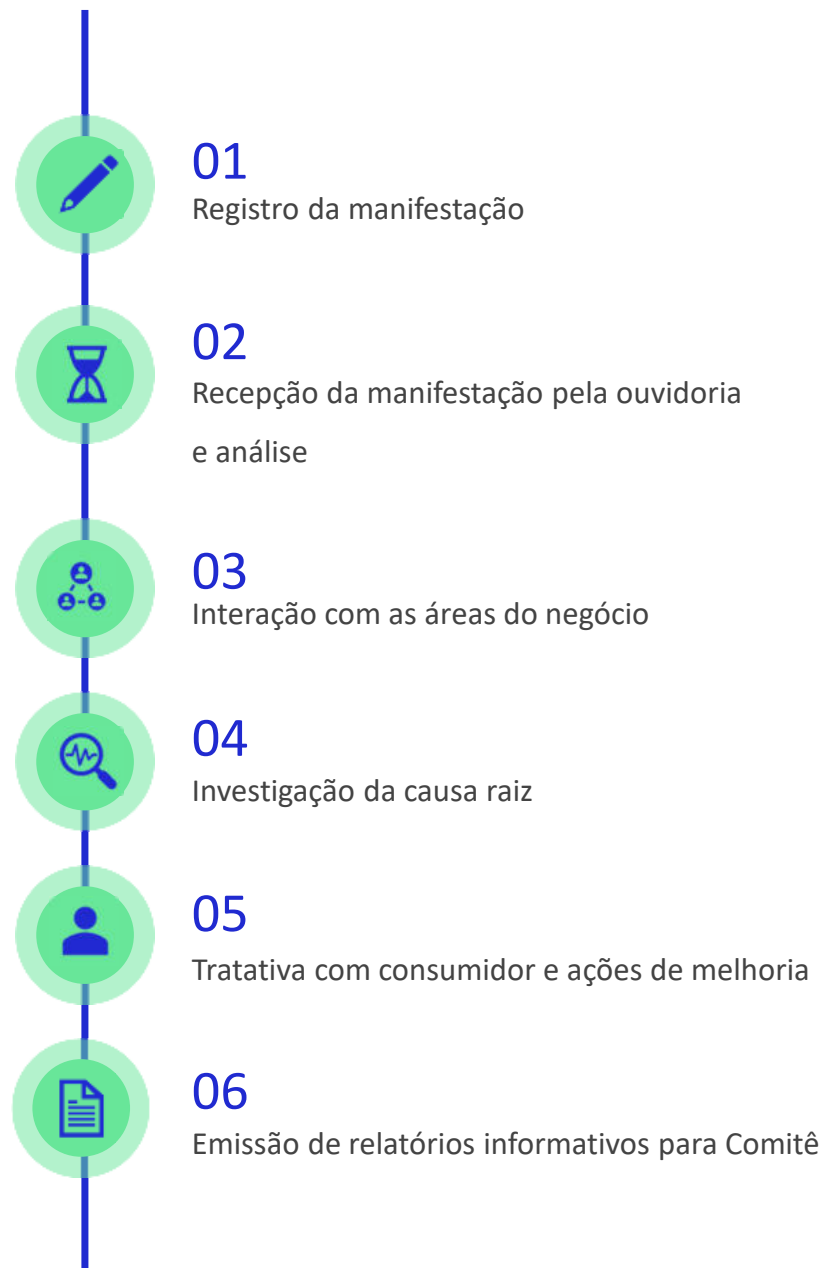 01
Registro da manifestação
02
Recepção da manifestação pela ouvidoria
e análise
03
Interação com as áreas do negócio
04
Investigação da causa raiz
05
Tratativa com consumidor e ações de melhoria
06
Emissão de relatórios informativos para Comitê